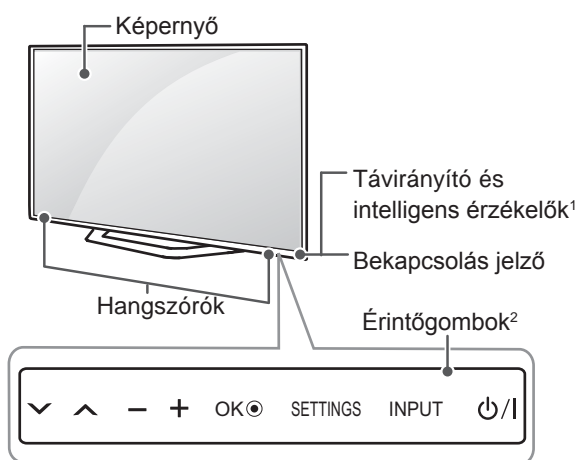 Képernyő
Távirányító és
intelligens érzékelők¹
Bekapcsolás jelző
Hangszórók
Érintőgombok²
− + OK SETTINGS INPUT /I